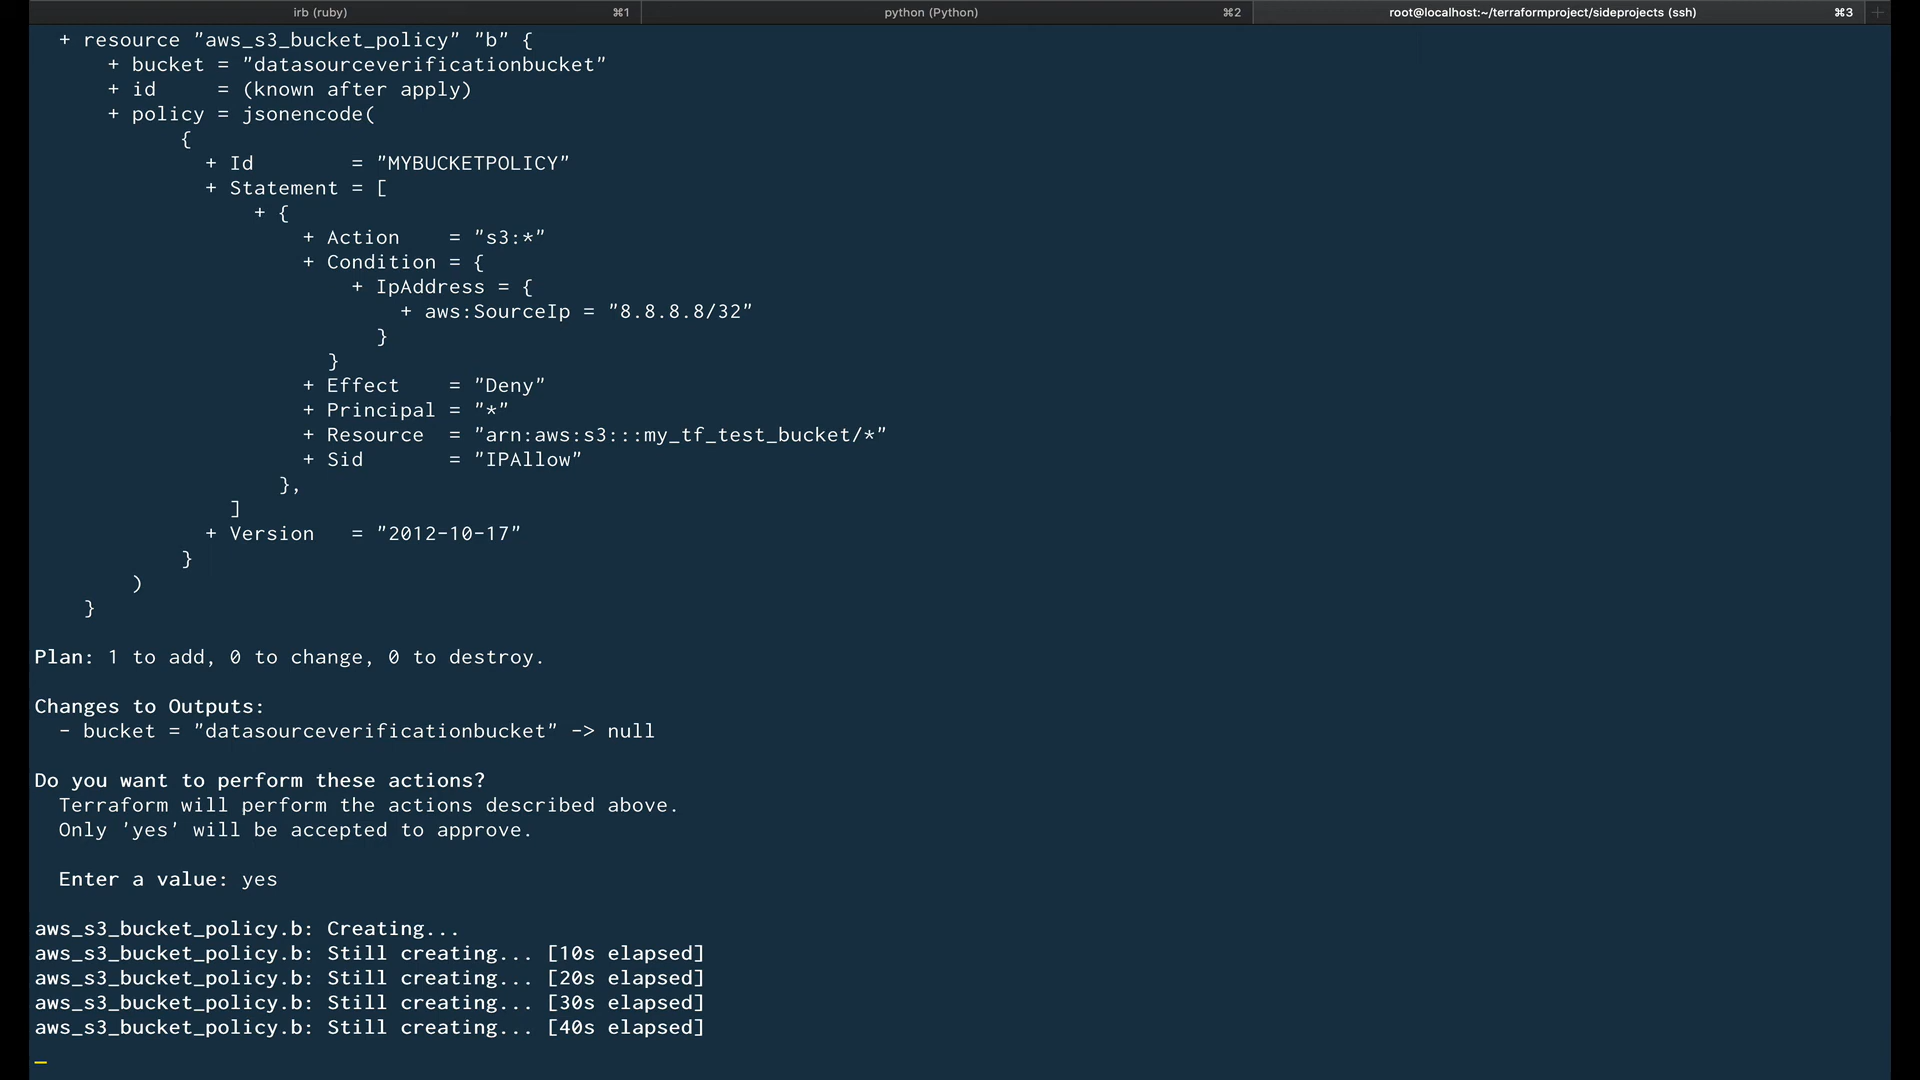 irb (ruby) ⌘1 python (Python) ⌘2 root@localhost:~/terraformproject/sideprojects (ssh) ⌘3 +
  + resource "aws_s3_bucket_policy" "b" {
      + bucket = "datasourceverificationbucket"
      + id     = (known after apply)
      + policy = jsonencode(
            {
              + Id        = "MYBUCKETPOLICY"
              + Statement = [
                  + {
                      + Action    = "s3:*"
                      + Condition = {
                          + IpAddress = {
                              + aws:SourceIp = "8.8.8.8/32"
                            }
                        }
                      + Effect    = "Deny"
                      + Principal = "*"
                      + Resource  = "arn:aws:s3:::my_tf_test_bucket/*"
                      + Sid       = "IPAllow"
                    },
                ]
              + Version   = "2012-10-17"
            }
        )
    }
Plan: 1 to add, 0 to change, 0 to destroy.
Changes to Outputs:
  - bucket = "datasourceverificationbucket" -> null
Do you want to perform these actions?
  Terraform will perform the actions described above.
  Only 'yes' will be accepted to approve.
  Enter a value: yes
aws_s3_bucket_policy.b: Creating...
aws_s3_bucket_policy.b: Still creating... [10s elapsed]
aws_s3_bucket_policy.b: Still creating... [20s elapsed]
aws_s3_bucket_policy.b: Still creating... [30s elapsed]
aws_s3_bucket_policy.b: Still creating... [40s elapsed]